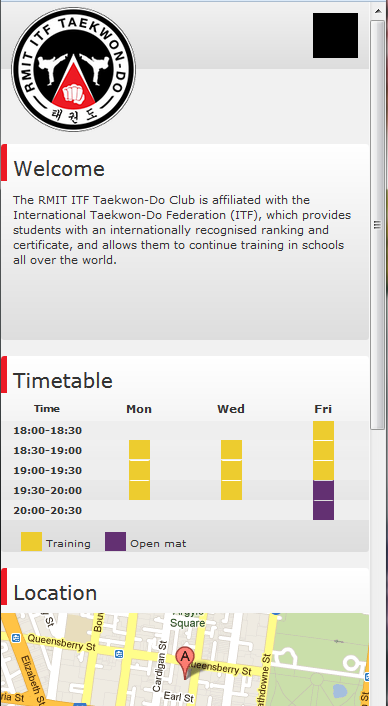 RMIT ITF TAEKWON-DO
태권도
Welcome
The RMIT ITF Taekwon-Do Club is affiliated with the
International Taekwon-Do Federation (ITF), which provides
students with an internationally recognised ranking and
certificate, and allows them to continue training in schools
all over the world.
Timetable
Time Mon Wed Fri
18:00-18:30
18:30-19:00
19:00-19:30
19:30-20:00
20:00-20:30
Training Open mat
Location
Argyle
Square
Queensberry St
Queensberry St
Cardigan St
A
Elizabeth St
Earl St